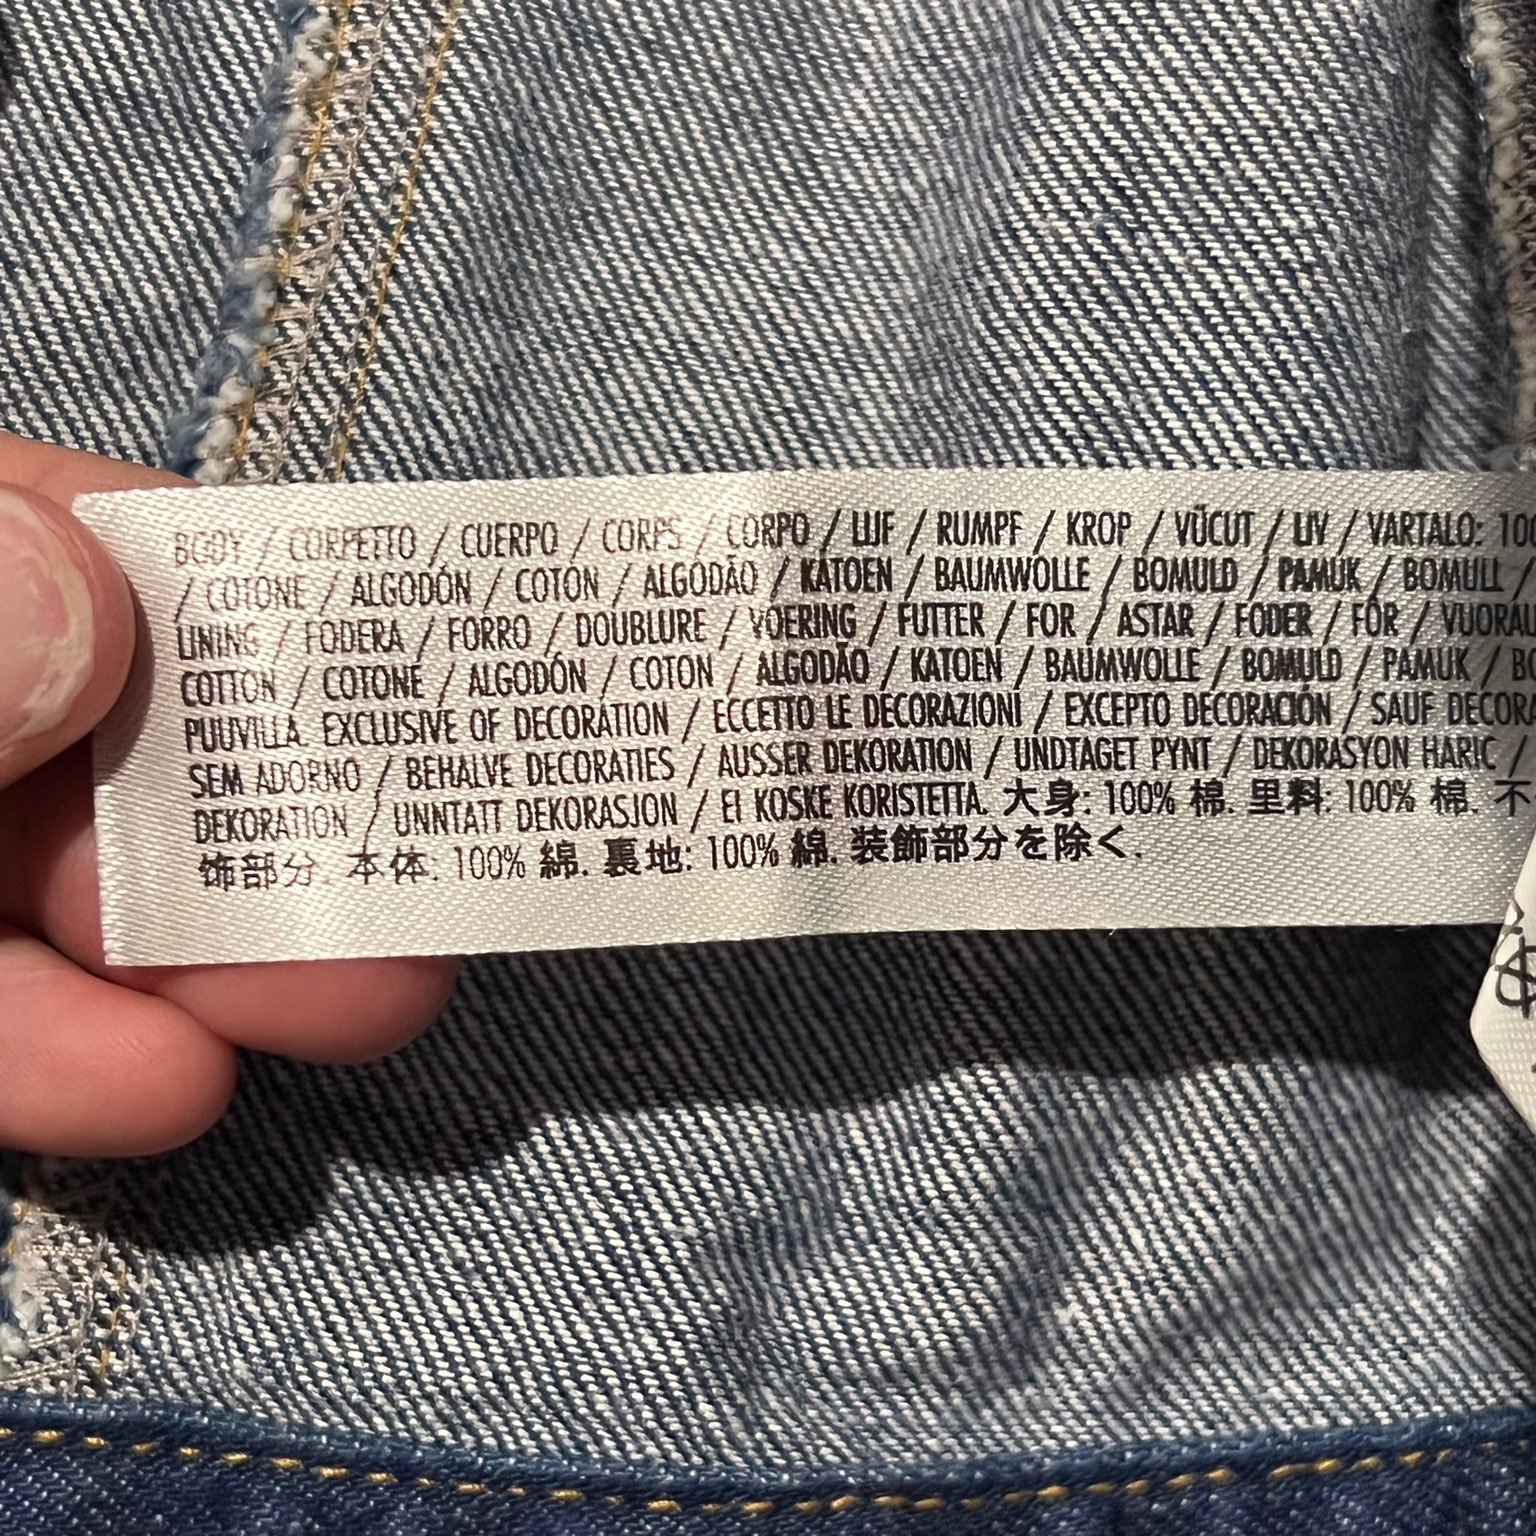 BODY / CORPETTO / CUERPO / CORPS / CORPO / LIJF / RUMPF / KROP / VÜCUT / LIV / VARTALO: 100
/ COTONE / ALGODÓN / COTON / ALGODÃO / KATOEN / BAUMWOLLE / BOMULD / PAMUK / BOMULL /
LINING / FODERA / FORRO / DOUBLURE / VOERING / FUTTER / FOR / ASTAR / FODER / FÔR /
COTTON / COTONE / ALGODÓN / COTON / ALGODÃO / KATOEN / BAUMWOLLE / BOMULD / PAMUK /
PUUVILLA. EXCLUSIVE OF DECORATION / ECCETTO LE DECORAZIONI / EXCEPTO DECORACIÓN / SAUF
SEM ADORNO / BEHALVE DECORATIES / AUSSER DEKORATION / UNDTAGET PYNT / DEKORASYON HARIC /
DEKORATION / UNNTATT DEKORASJON / EI KOSKE KORISTETTA. 大身: 100% 棉. 里料: 100% 棉. 不
饰部分. 本体: 100% 綿. 裏地: 100% 綿. 装飾部分を除く.